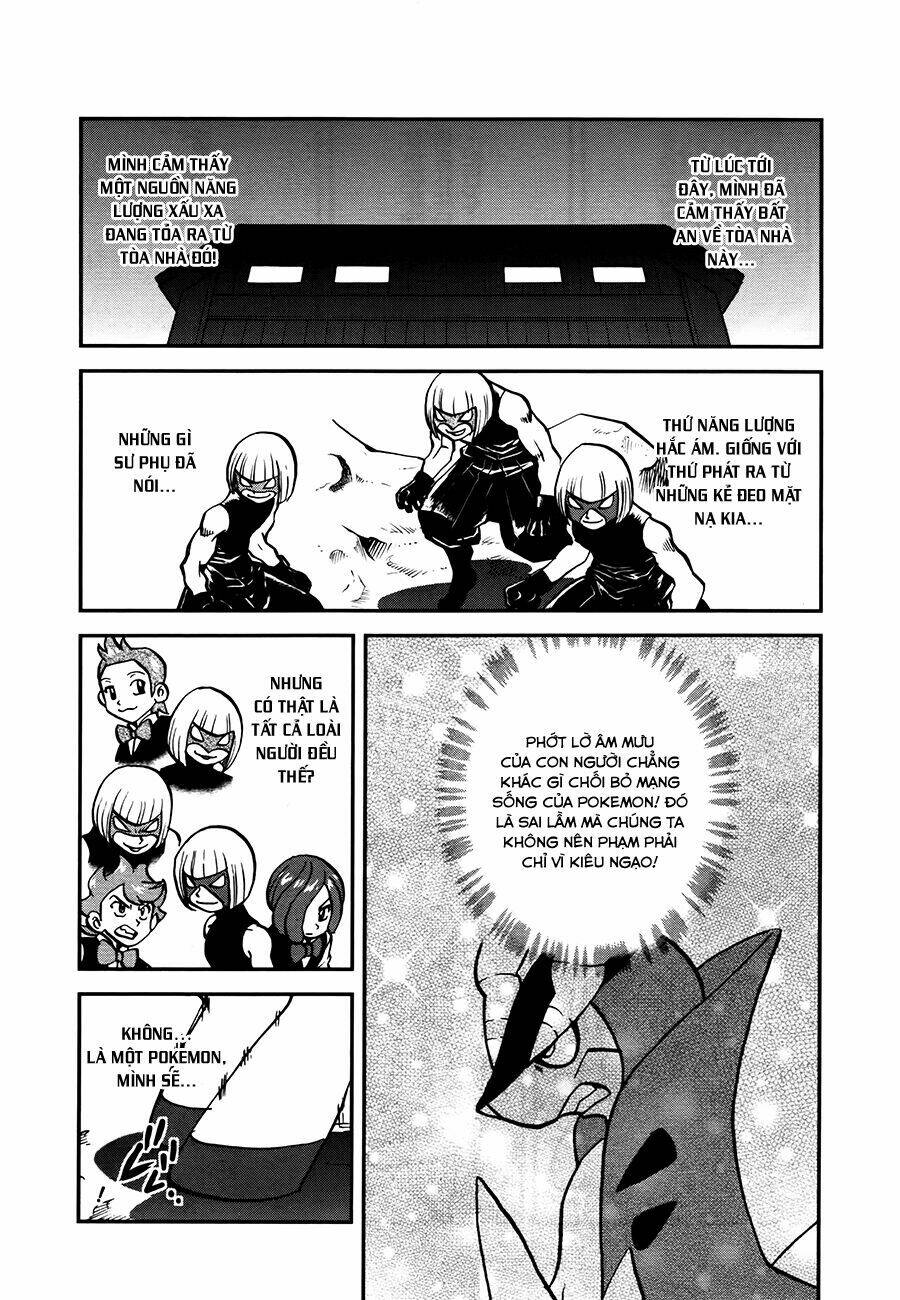 TỪ LÚC TỚI
ĐÂY, MÌNH ĐÃ
CẢM THẤY BẤT
AN VỀ TÒA NHÀ
NÀY...
MÌNH CẢM THẤY
MỘT NGUỒN NĂNG
LƯỢNG XẤU XA
ĐANG TỎA RA TỪ
TÒA NHÀ ĐÓ!
THỨ NĂNG LƯỢNG
HẮC ÁM. GIỐNG VỚI
THỨ PHÁT RA TỪ
NHỮNG KẺ ĐEO MẶT
NẠ KIA...
NHỮNG GÌ
SƯ PHỤ ĐÃ
NÓI...
PHỚT LỜ ÂM MƯU
CỦA CON NGƯỜI CHẲNG
KHÁC GÌ CHỐI BỎ MẠNG
SỐNG CỦA POKEMON! ĐÓ
LÀ SAI LẦM MÀ CHÚNG TA
KHÔNG NÊN PHẠM PHẢI
CHỈ VÌ KIÊU NGẠO!
NHƯNG
CÓ THẬT LÀ
TẤT CẢ LOÀI
NGƯỜI ĐỀU
THẾ?
KHÔNG...
LÀ MỘT POKÉMON,
MÌNH SẼ...